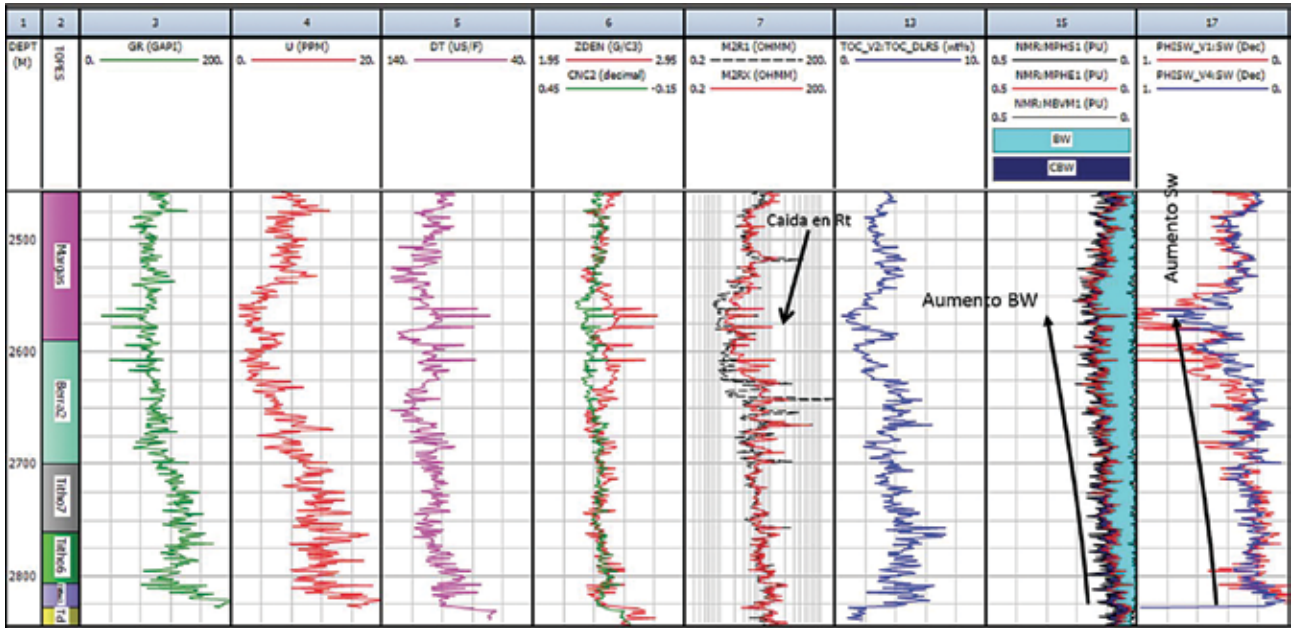 1 2 3 4 5 6 7 13 15 17
DEPT (M)
TOPES
GR (GAPI)
0. 200.
U (PPM)
0. 20.
DT (US/F)
140. 40.
ZDEN (G/C3)
1.95 2.95
CNC2 (decimal)
0.45 -0.15
M2R1 (OHMM)
0.2 200.
M2RX (OHMM)
0.2 200.
TOC_V2:TOC_DLRS (wt%)
0. 10.
NMR:MPHS1 (PU)
0.5 0.
NMR:MPHE1 (PU)
0.5 0.
NMR:MBVM1 (PU)
0.5 0.
BW
CBW
PHISW_V1:SW (Dec)
1. 0.
PHISW_V4:SW (Dec)
1. 0.
2500
2600
2700
2800
Margas
Berra2
Titho7
Titho6
Td
Caida en Rt
Aumento BW
Aumento Sw